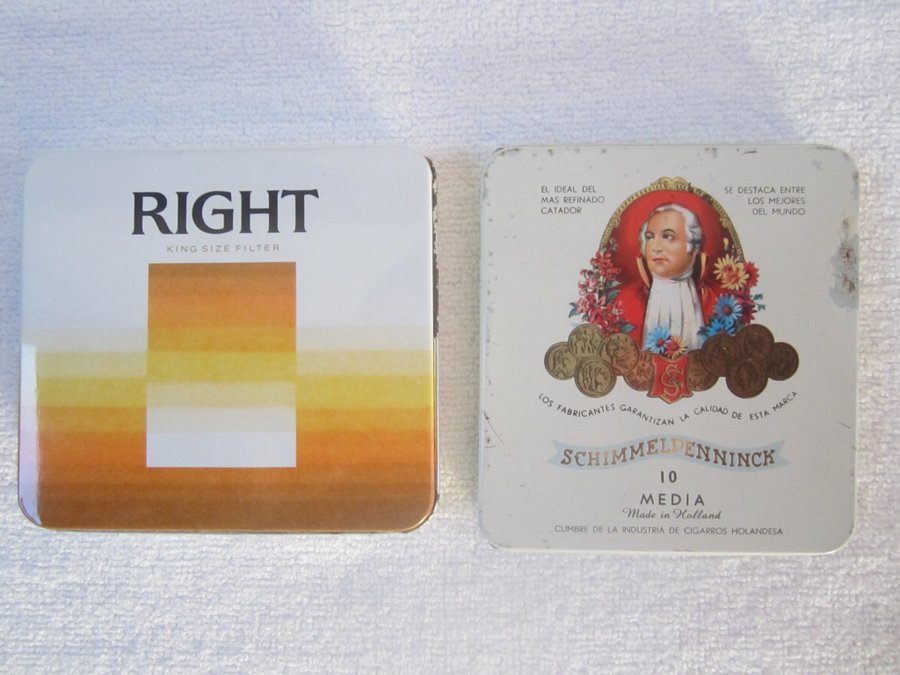 RIGHT
KING SIZE FILTER
EL IDEAL DEL
MAS REFINADO
CATADOR
SE DESTACA ENTRE
LOS MEJORES
DEL MUNDO
LOS FABRICANTES GARANTIZAN LA CALIDAD DE ESTA MARCA
SCHIMMELPENNINCK
10
MEDIA
Made in Holland
CUMBRE DE LA INDUSTRIA DE CIGARROS HOLANDESA